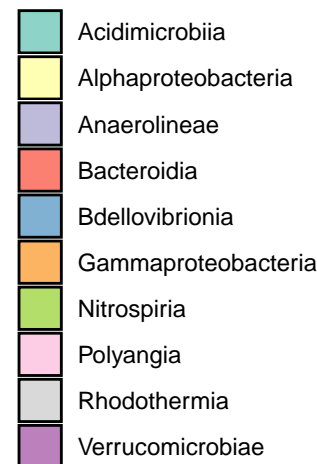 Acidimicrobiia
Alphaproteobacteria
Anaerolineae
Bacteroidia
Bdellovibrionia
Gammaproteobacteria
Nitrospiria
Polyangia
Rhodothermia
Verrucomicrobiae